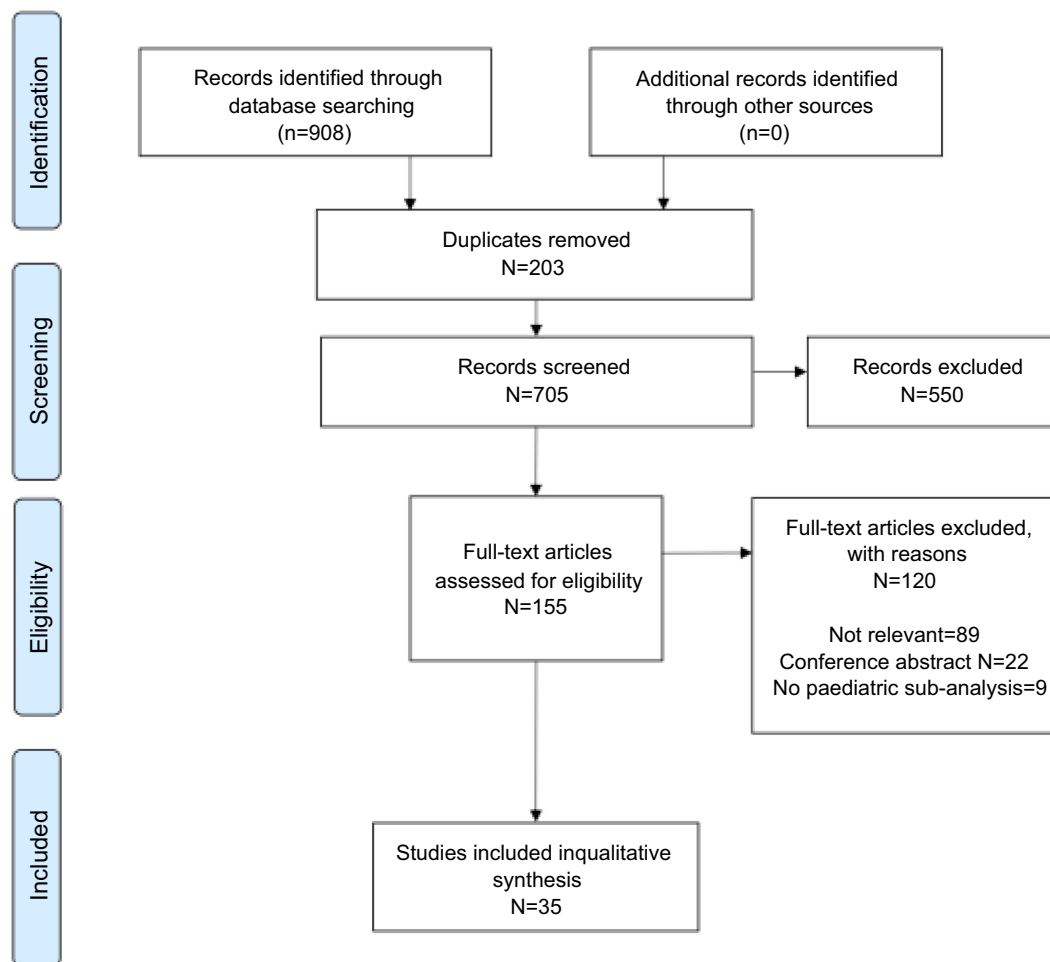 Identification
Records identified through
database searching
(n=908)
Additional records identified
through other sources
(n=0)
Duplicates removed
N=203
Screening
Records screened
N=705
Records excluded
N=550
Eligibility
Full-text articles
assessed for eligibility
N=155
Full-text articles excluded,
with reasons
N=120
Not relevant=89
Conference abstract N=22
No paediatric sub-analysis=9
Included
Studies included inqualitative
synthesis
N=35